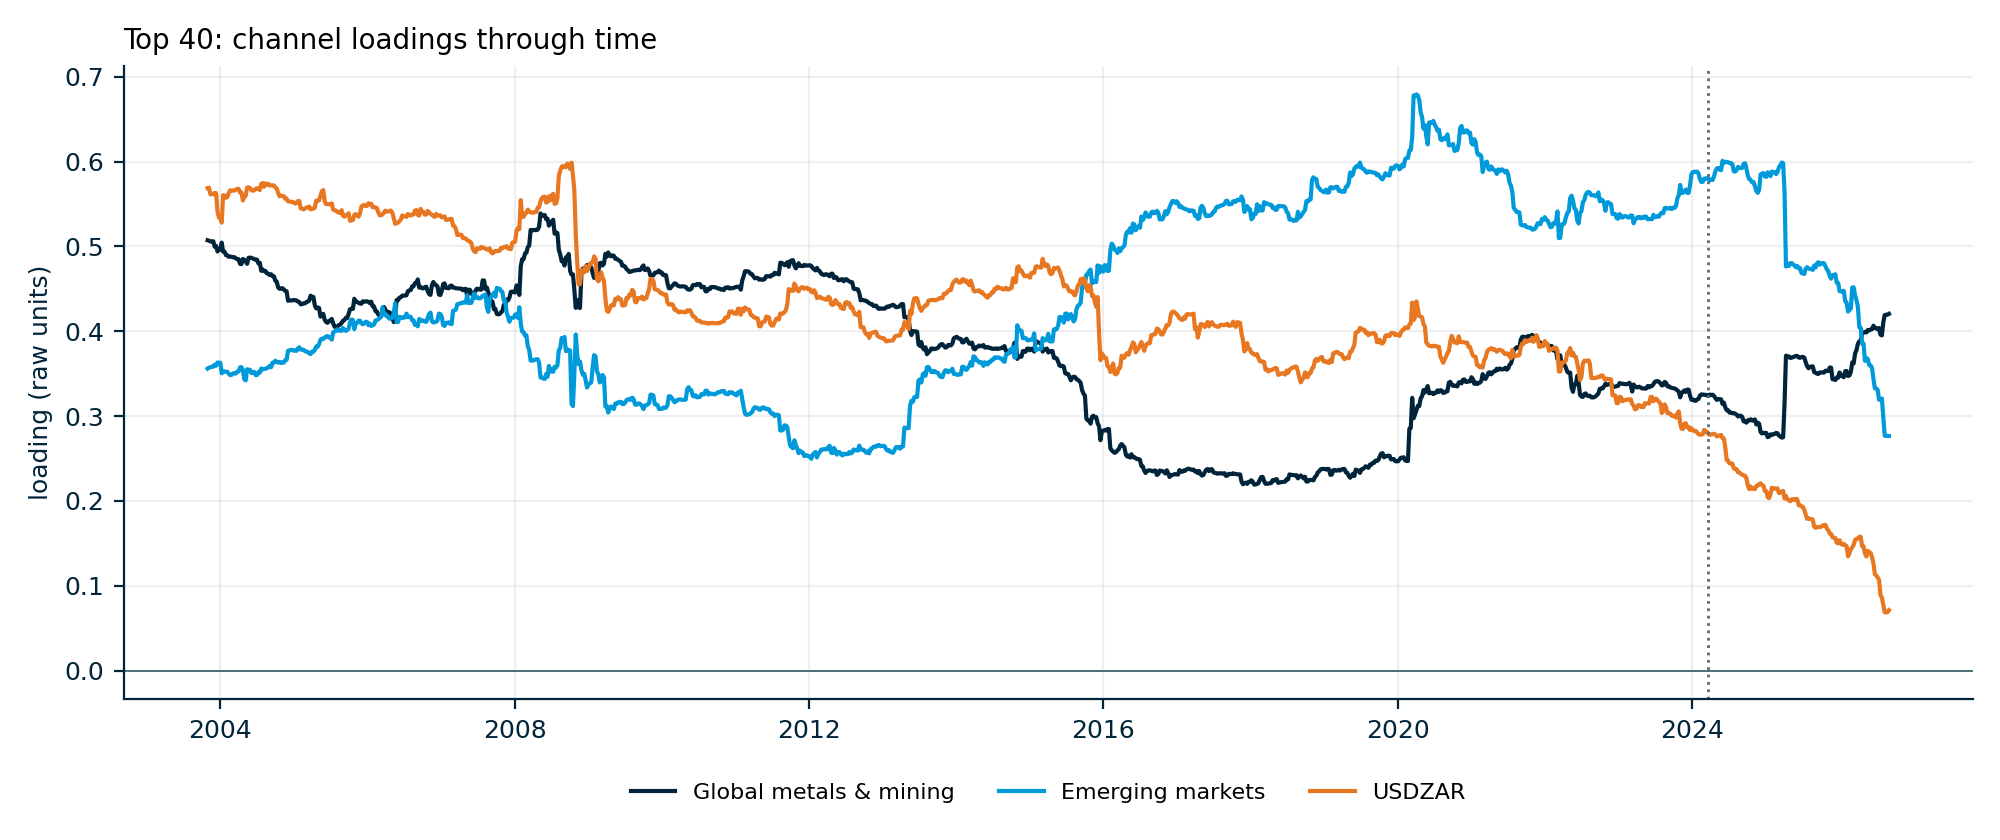 Top 40: channel loadings through time
loading (raw units)
0.7
0.6
0.5
0.4
0.3
0.2
0.1
0.0
2004 2008 2012 2016 2020 2024
Global metals & mining Emerging markets USDZAR